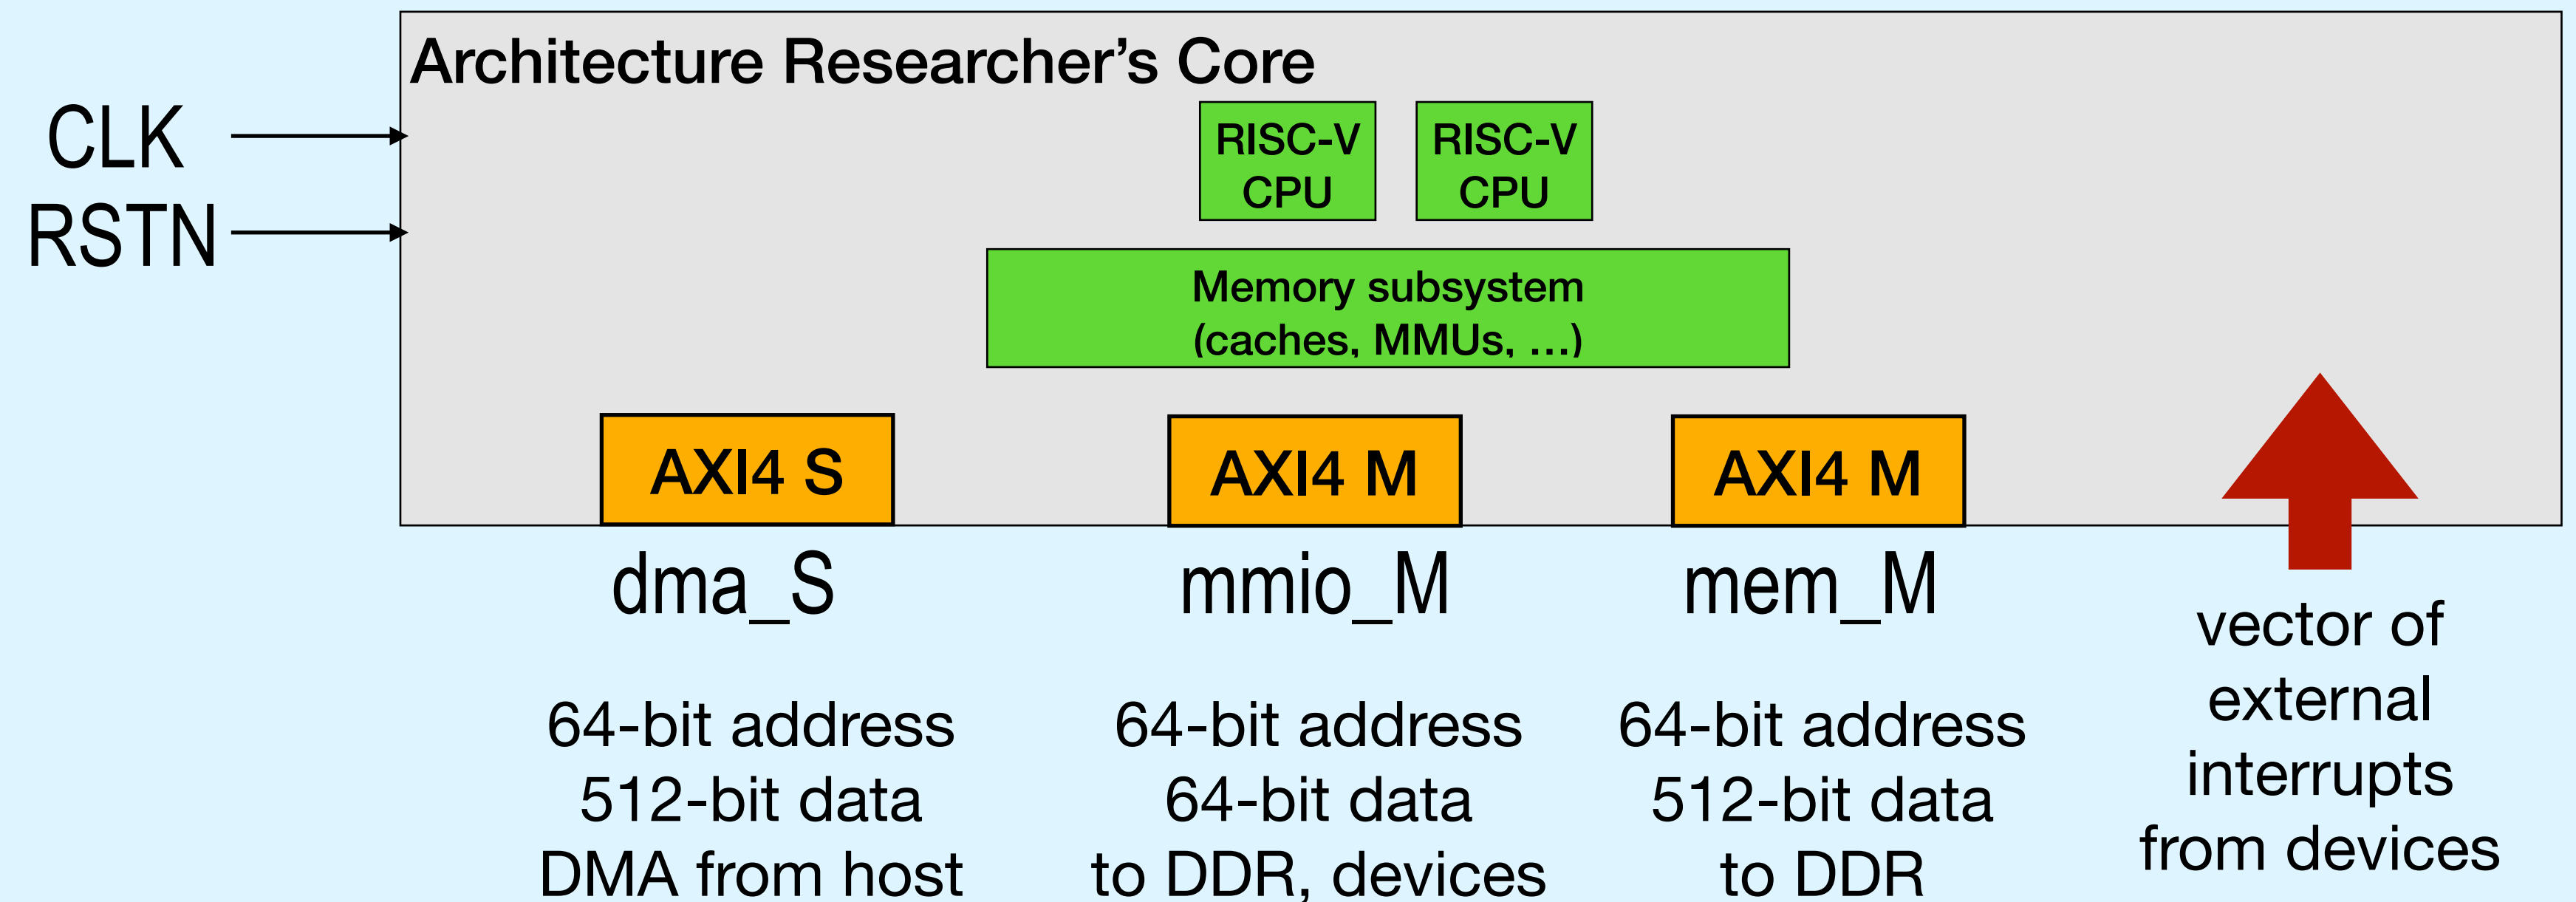 Architecture Researcher's Core
CLK
RSTN
RISC-V
CPU
RISC-V
CPU
Memory subsystem
(caches, MMUs, …)
AXI4 S
AXI4 M
AXI4 M
dma_S
mmio_M
mem_M
64-bit address
512-bit data
DMA from host
64-bit address
64-bit data
to DDR, devices
64-bit address
512-bit data
to DDR
vector of
external
interrupts
from devices